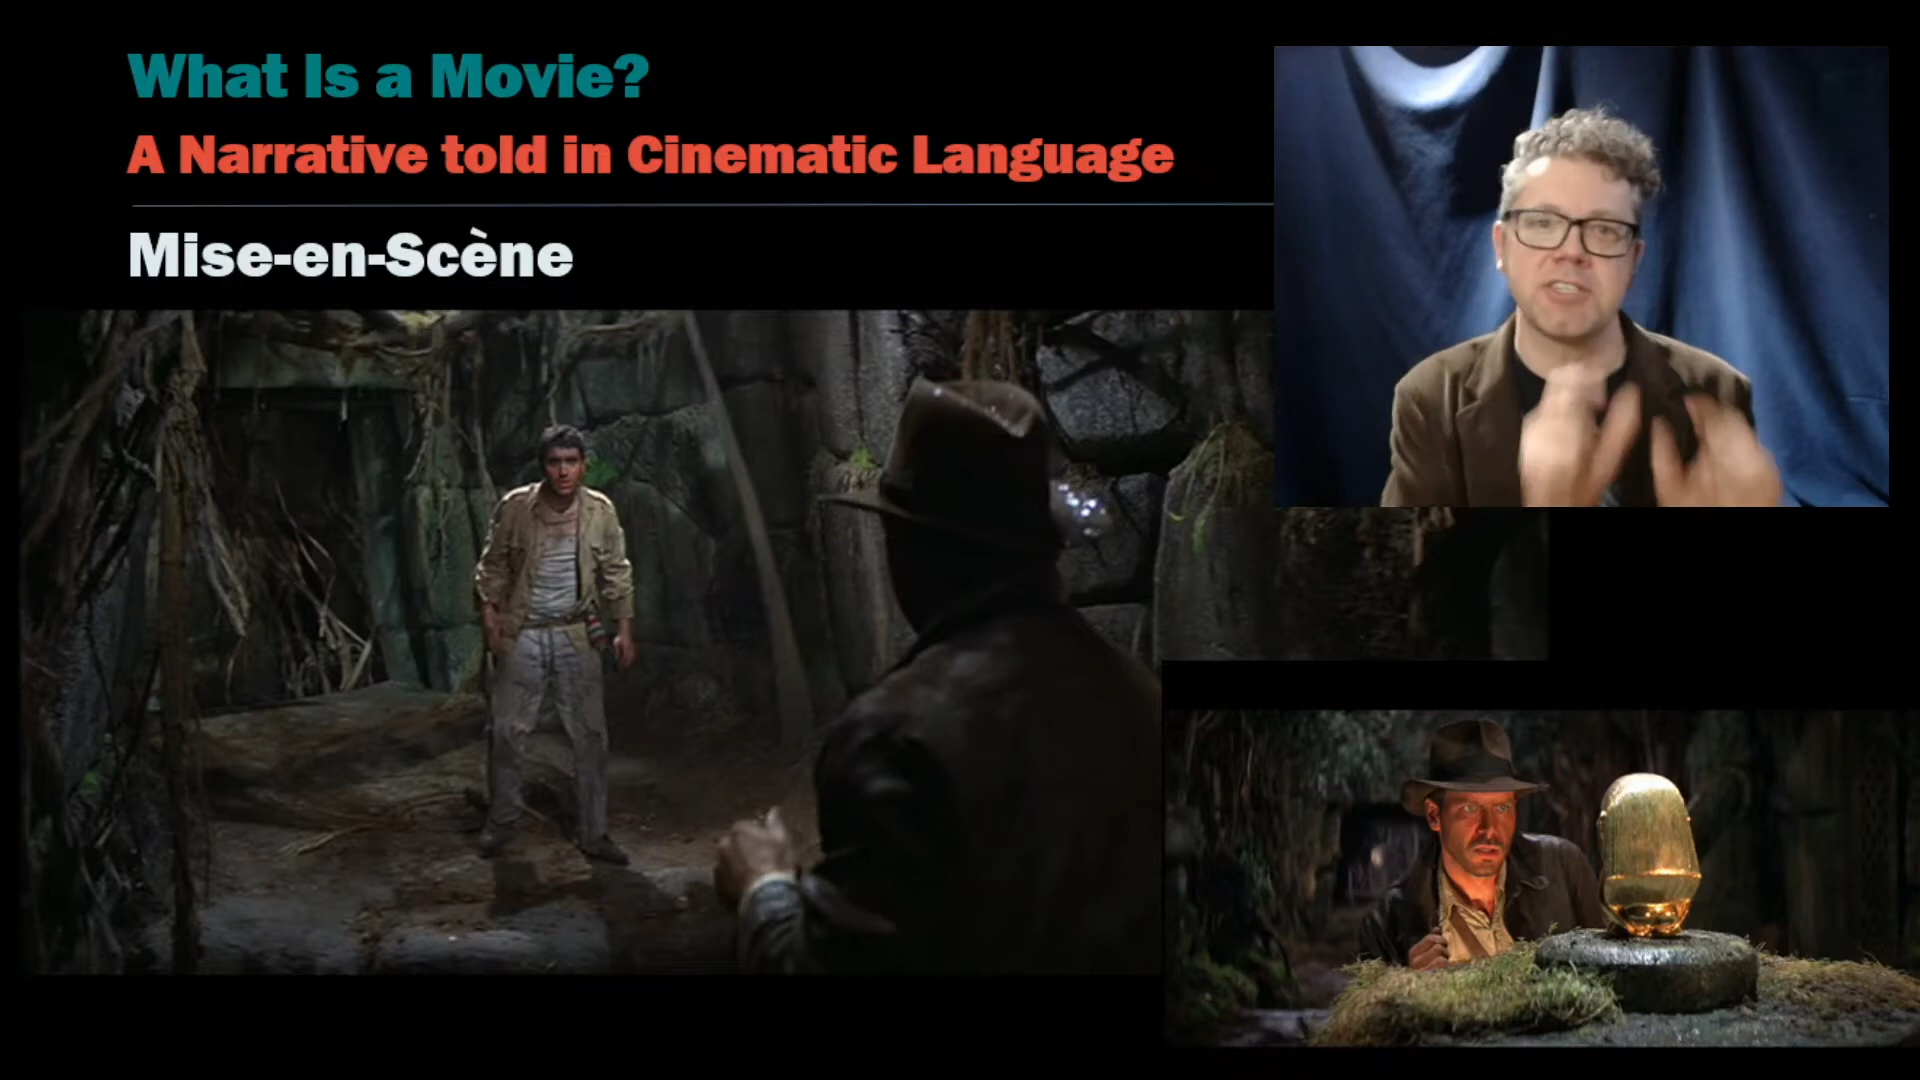 What Is a Movie?
A Narrative told in Cinematic Language
Mise-en-Scène